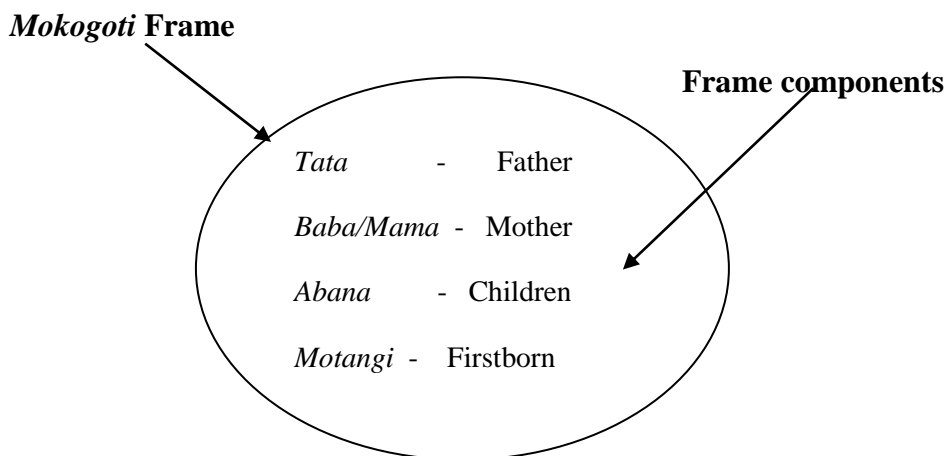 Mokogoti Frame
Frame components
Tata - Father
Baba/Mama - Mother
Abana - Children
Motangi - Firstborn